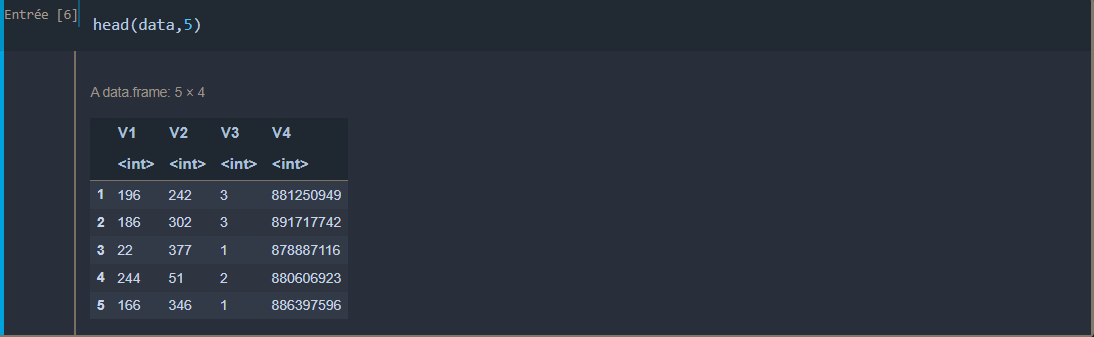 Entrée [6]
head(data,5)
A data.frame: 5 × 4
V1 V2 V3 V4
<int> <int> <int> <int>
1 196 242 3 881250949
2 186 302 3 891717742
3 22 377 1 878887116
4 244 51 2 880606923
5 166 346 1 886397596